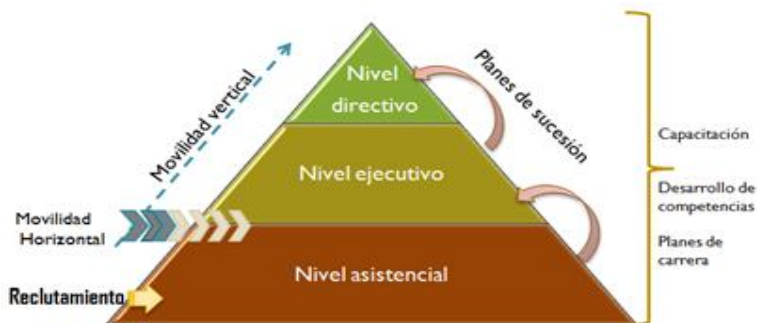 Nivel
directivo
Movilidad vertical
Planes de sucesión
Capacitación
Nivel ejecutivo
Desarrollo de
competencias
Movilidad
Horizontal
Planes de
carrera
Nivel asistencial
Reclutamiento